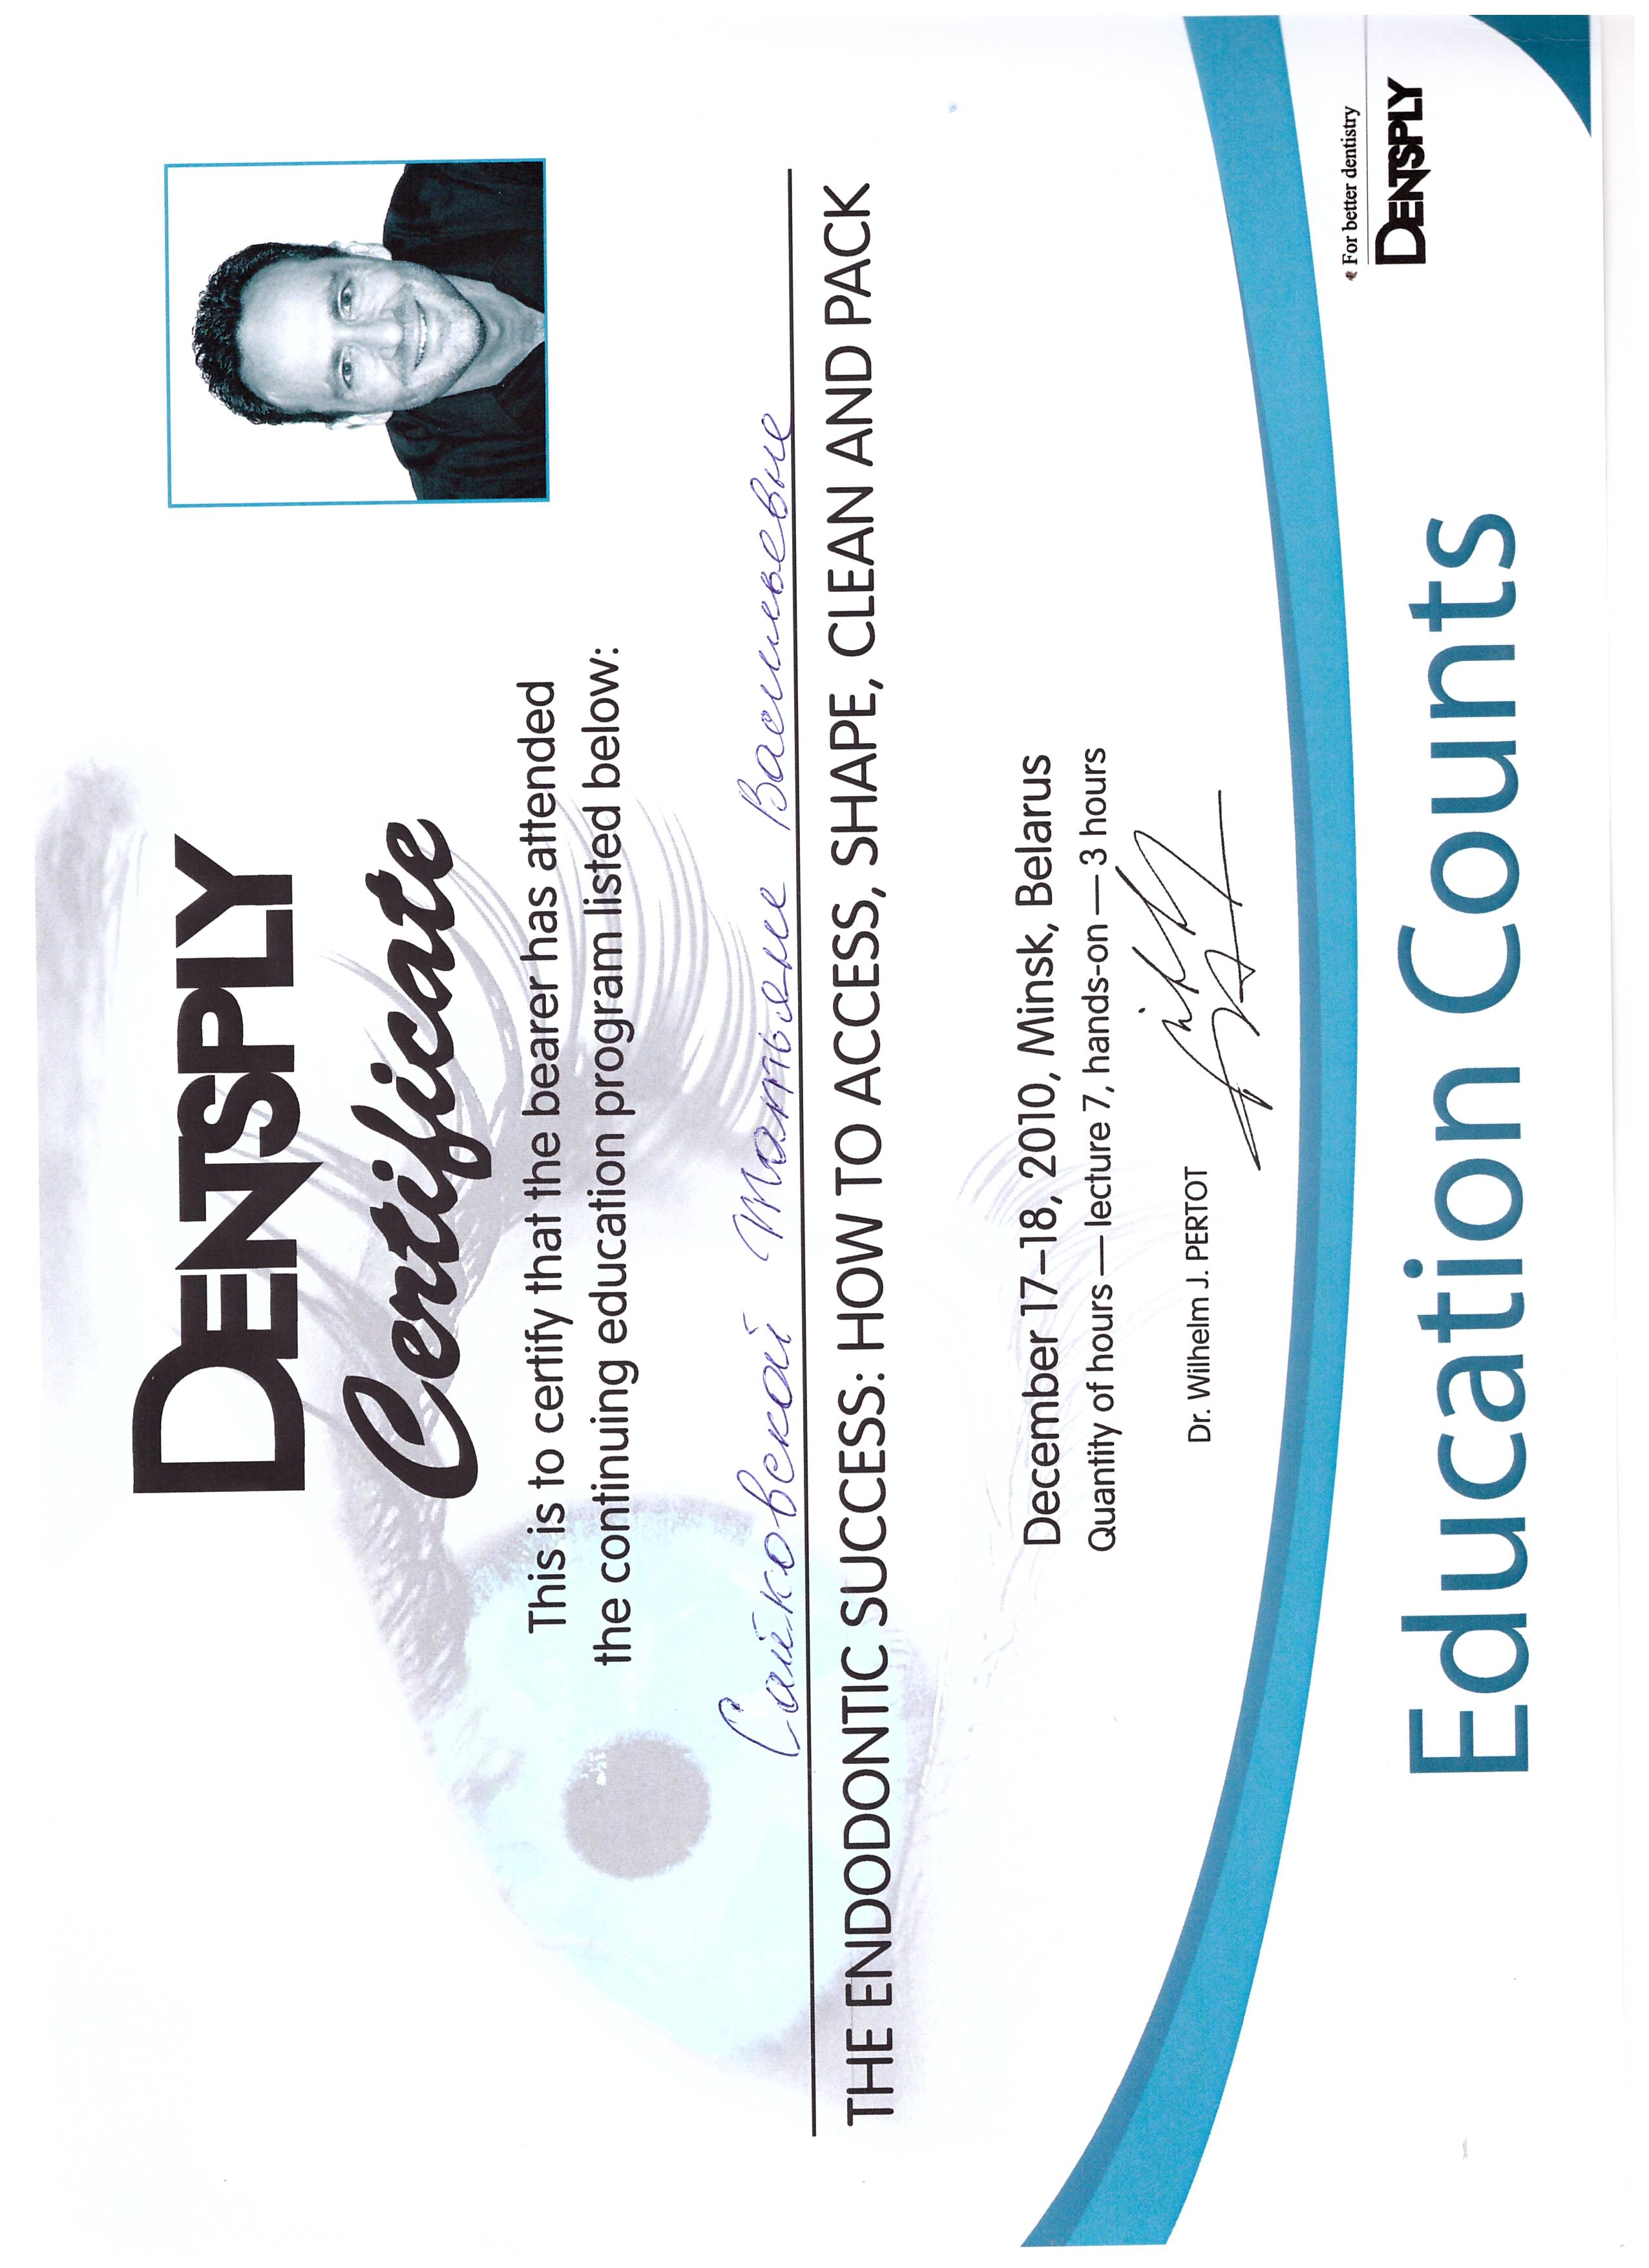 DENTSPLY
Certificate
This is to certify that the bearer has attended
the continuing education program listed below:
Сайковской Татьяне Васильевне
THE ENDODONTIC SUCCESS: HOW TO ACCESS, SHAPE, CLEAN AND PACK
December 17–18, 2010, Minsk, Belarus
Quantity of hours — lecture 7, hands-on — 3 hours
Dr. Wilhelm J. PERTOT
For better dentistry
DENTSPLY
Education Counts